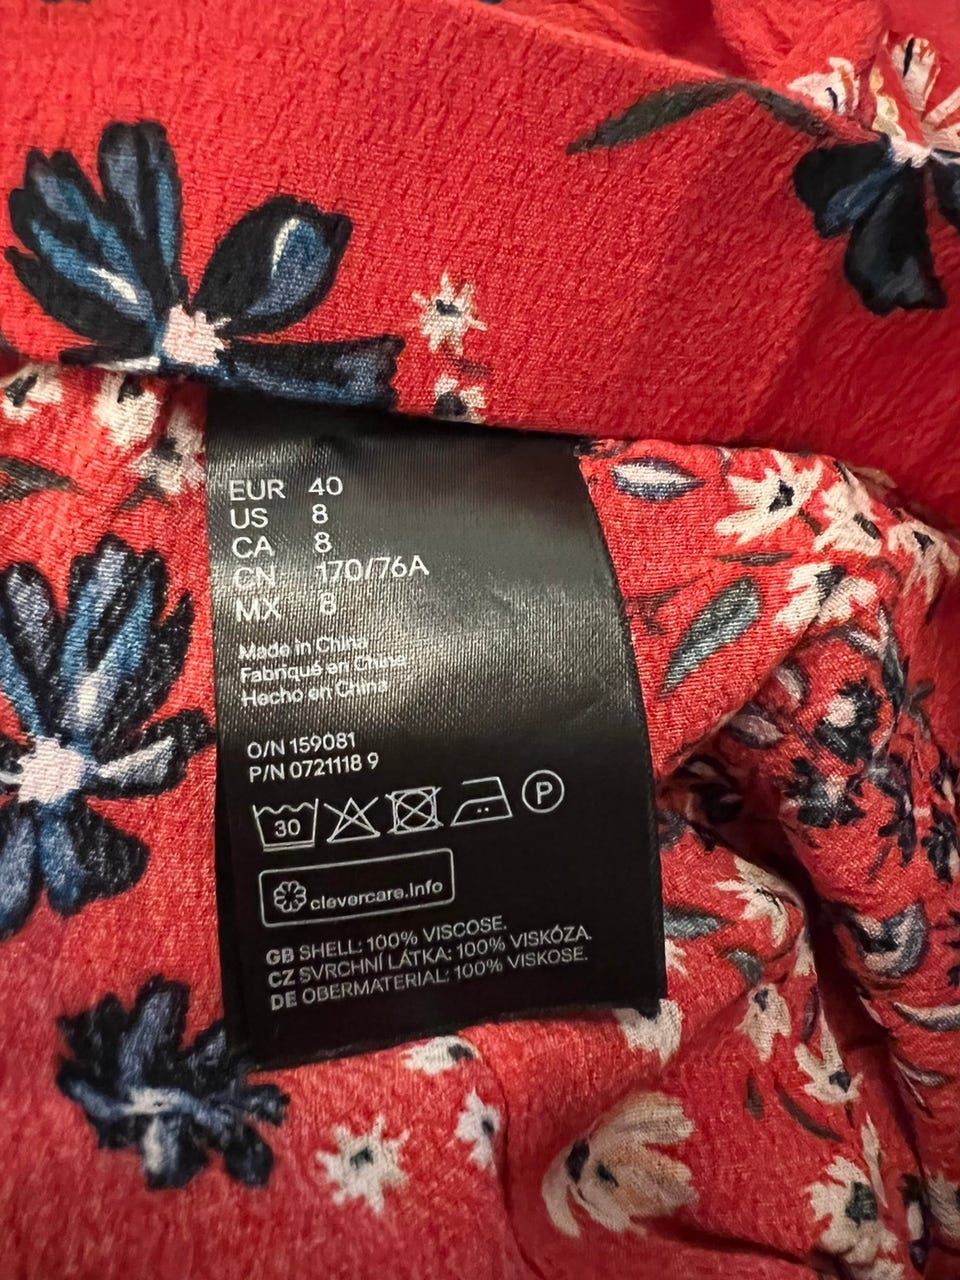 EUR 40
US 8
CA 8
CN 170/76A
MX 8
Made in China
Fabriqué en Chine
Hecho en China
O/N 159081
P/N 0721118 9
30 P
clevercare.info
GB SHELL: 100% VISCOSE.
CZ SVRCHNÍ LÁTKA: 100% VISKÓZA.
DE OBERMATERIAL: 100% VISKOSE.